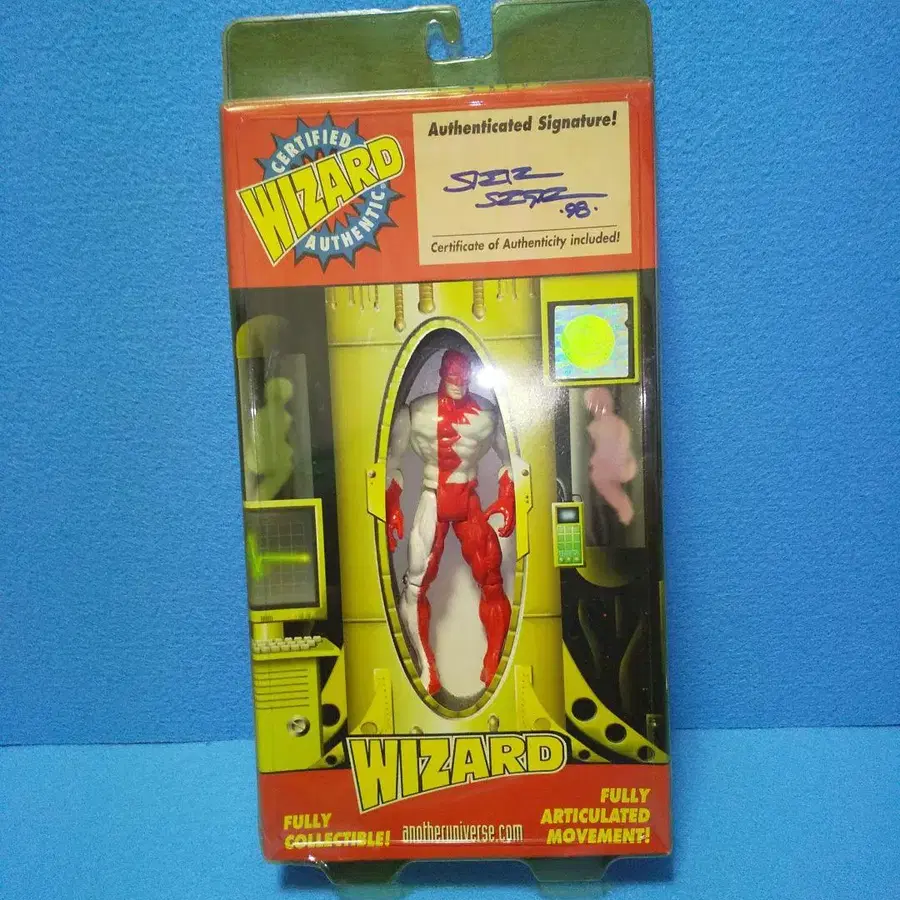 CERTIFIED
WIZARD
AUTHENTIC
Authenticated Signature!
98
Certificate of Authenticity included!
WIZARD
FULLY
COLLECTIBLE!
anotheruniverse.com
FULLY
ARTICULATED
MOVEMENT!